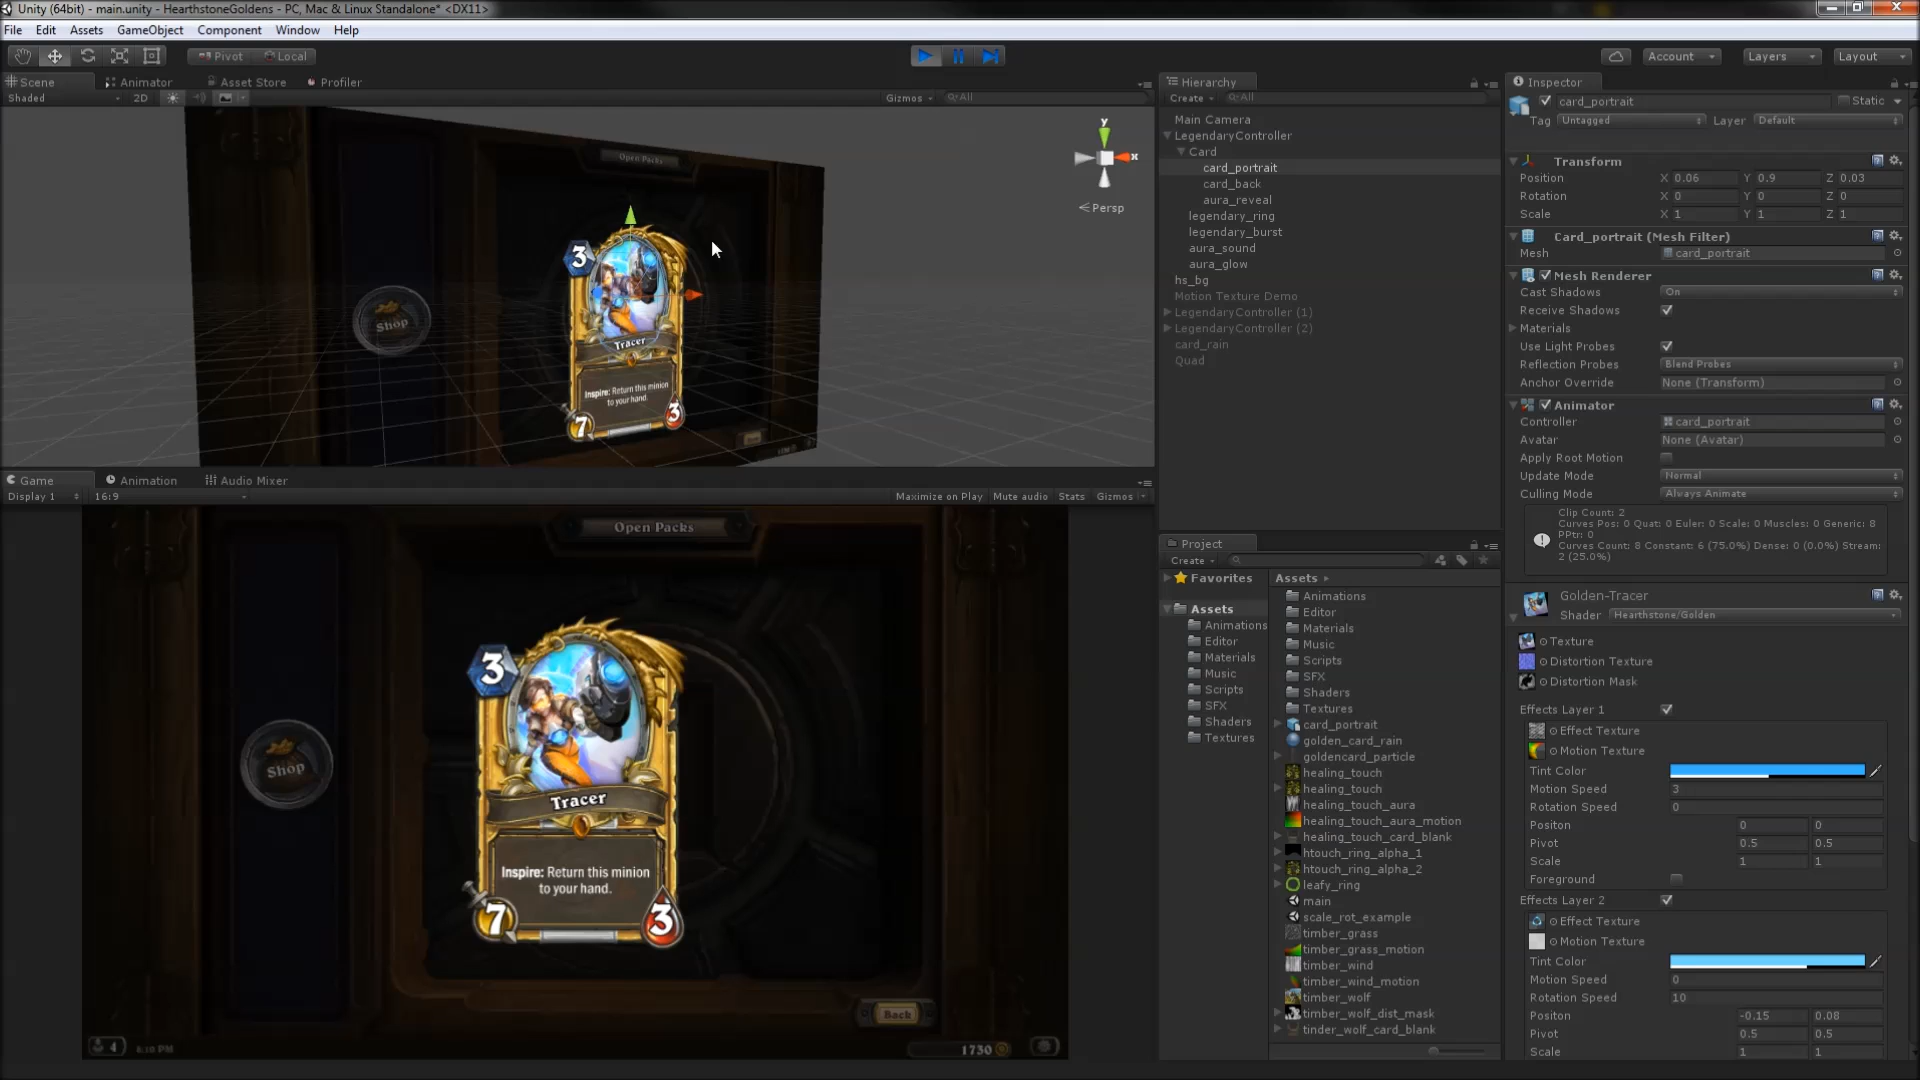 Unity (64bit) - main.unity - HearthstoneGoldens - PC, Mac & Linux Standalone* <DX11>
File Edit Assets GameObject Component Window Help
Pivot Local Account Layers Layout
Scene Animator Asset Store Profiler
Shaded 2D Gizmos All
Open Packs
y
x
Persp
Shop
3
Tracer
Inspire: Return this minion
to your hand.
7
3
Game Animation Audio Mixer
Display 1 16:9 Maximize on Play Mute audio Stats Gizmos
Open Packs
3
Shop
Tracer
Inspire: Return this minion
to your hand.
7
3
Back
4 6:10 PM 1730
Hierarchy
Create All
Main Camera
LegendaryController
Card
card_portrait
card_back
aura_reveal
legendary_ring
legendary_burst
aura_sound
aura_glow
hs_bg
Motion Texture Demo
LegendaryController (1)
LegendaryController (2)
card_rain
Quad
Project
Create
Favorites
Assets
Animations
Editor
Materials
Music
Scripts
SFX
Shaders
Textures
Assets
Animations
Editor
Materials
Music
Scripts
SFX
Shaders
Textures
card_portrait
golden_card_rain
goldencard_particle
healing_touch
healing_touch
healing_touch_aura
healing_touch_aura_motion
healing_touch_card_blank
htouch_ring_alpha_1
htouch_ring_alpha_2
leafy_ring
main
scale_rot_example
timber_grass
timber_grass_motion
timber_wind
timber_wind_motion
timber_wolf
timber_wolf_dist_mask
tinder_wolf_card_blank
Inspector
card_portrait Static
Tag Untagged Layer Default
Transform
Position X 0.06 Y 0.9 Z 0.03
Rotation X 0 Y 0 Z 0
Scale X 1 Y 1 Z 1
Card_portrait (Mesh Filter)
Mesh card_portrait
Mesh Renderer
Cast Shadows On
Receive Shadows
Materials
Use Light Probes
Reflection Probes Blend Probes
Anchor Override None (Transform)
Animator
Controller card_portrait
Avatar None (Avatar)
Apply Root Motion
Update Mode Normal
Culling Mode Always Animate
Clip Count: 2
Curves Pos: 0 Quat: 0 Euler: 0 Scale: 0 Muscles: 0 Generic: 8
PPtr: 0
Curves Count: 8 Constant: 6 (75.0%) Dense: 0 (0.0%) Stream:
2 (25.0%)
Golden-Tracer
Shader Hearthstone/Golden
Texture
Distortion Texture
Distortion Mask
Effects Layer 1
Effect Texture
Motion Texture
Tint Color
Motion Speed 3
Rotation Speed 0
Positon 0 0
Pivot 0.5 0.5
Scale 1 1
Foreground
Effects Layer 2
Effect Texture
Motion Texture
Tint Color
Motion Speed 0
Rotation Speed 10
Positon -0.15 0.08
Pivot 0.5 0.5
Scale 1 1